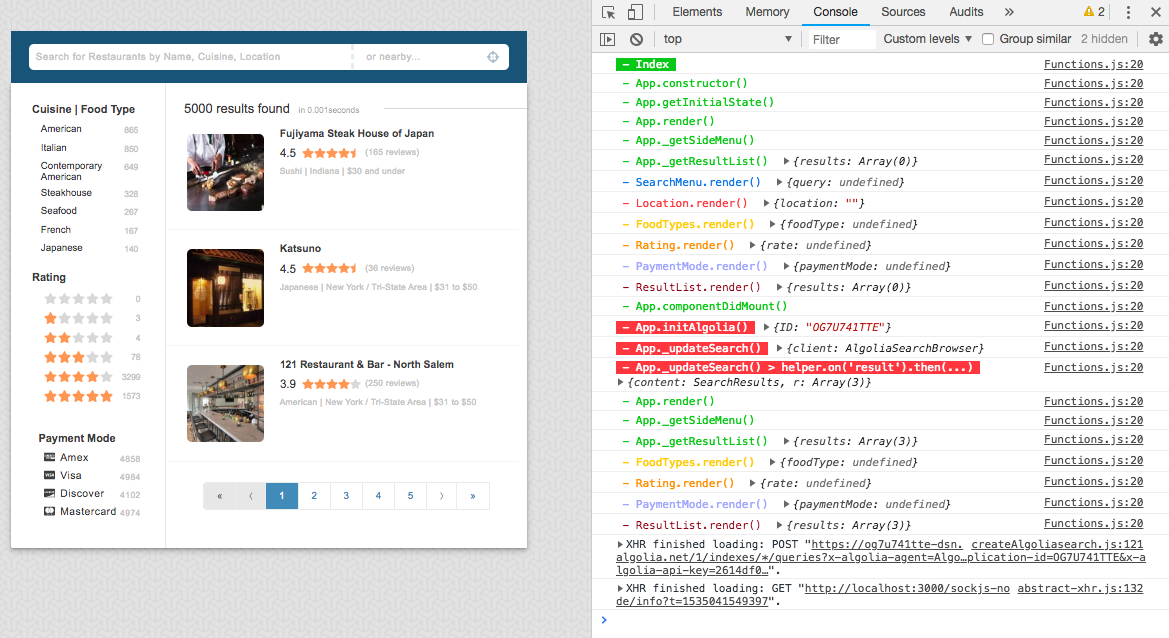 Search for Restaurants by Name, Cuisine, Location
or nearby...
Cuisine | Food Type
American 865
Italian 850
Contemporary American 649
Steakhouse 328
Seafood 267
French 167
Japanese 140
Rating
0
3
4
78
3299
1573
Payment Mode
Amex 4858
Visa 4984
Discover 4102
Mastercard 4974
5000 results found in 0.001seconds
Fujiyama Steak House of Japan
4.5 (165 reviews)
Sushi | Indiana | $30 and under
Katsuno
4.5 (36 reviews)
Japanese | New York / Tri-State Area | $31 to $50
121 Restaurant & Bar - North Salem
3.9 (250 reviews)
American | New York / Tri-State Area | $31 to $50
« ‹ 1 2 3 4 5 › »
Elements Memory Console Sources Audits » 2
top Filter Custom levels Group similar 2 hidden
– Index Functions.js:20
– App.constructor() Functions.js:20
– App.getInitialState() Functions.js:20
– App.render() Functions.js:20
– App._getSideMenu() Functions.js:20
– App._getResultList() {results: Array(0)} Functions.js:20
– SearchMenu.render() {query: undefined} Functions.js:20
– Location.render() {location: ""} Functions.js:20
– FoodTypes.render() {foodType: undefined} Functions.js:20
– Rating.render() {rate: undefined} Functions.js:20
– PaymentMode.render() {paymentMode: undefined} Functions.js:20
– ResultList.render() {results: Array(0)} Functions.js:20
– App.componentDidMount() Functions.js:20
– App.initAlgolia() {ID: "OG7U741TTE"} Functions.js:20
– App._updateSearch() {client: AlgoliaSearchBrowser} Functions.js:20
– App._updateSearch() > helper.on('result').then(...) Functions.js:20
{content: SearchResults, r: Array(3)}
– App.render() Functions.js:20
– App._getSideMenu() Functions.js:20
– App._getResultList() {results: Array(3)} Functions.js:20
– FoodTypes.render() {foodType: undefined} Functions.js:20
– Rating.render() {rate: undefined} Functions.js:20
– PaymentMode.render() {paymentMode: undefined} Functions.js:20
– ResultList.render() {results: Array(3)} Functions.js:20
XHR finished loading: POST "https://og7u741tte-dsn. createAlgoliasearch.js:121
algolia.net/1/indexes/*/queries?x-algolia-agent=Algo…plication-id=OG7U741TTE&x-a
lgolia-api-key=2614df0…".
XHR finished loading: GET "http://localhost:3000/sockjs-no abstract-xhr.js:132
de/info?t=1535041549397".